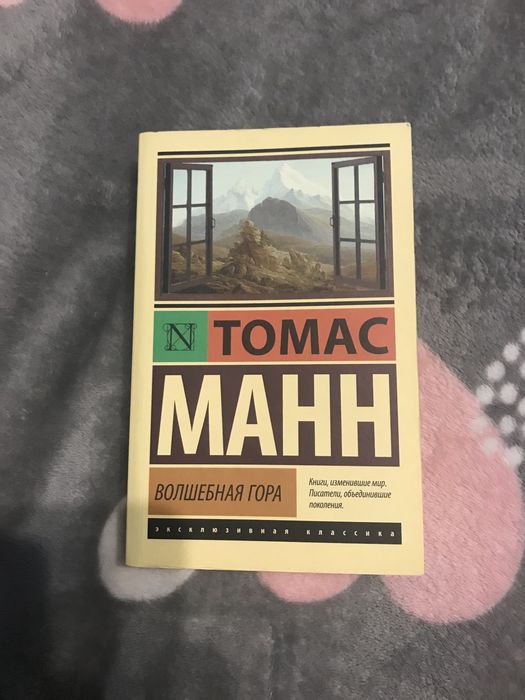 N ТОМАС
МАНН
ВОЛШЕБНАЯ ГОРА
Книги, изменившие мир.
Писатели, объединившие
поколения.
эксклюзивная классика